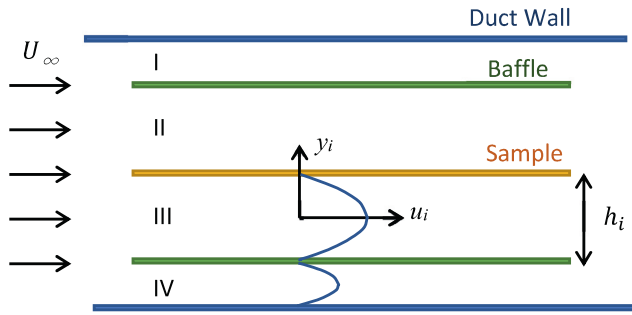 Duct Wall
U∞
I
Baffle
II
yᵢ
Sample
III
uᵢ
hᵢ
IV